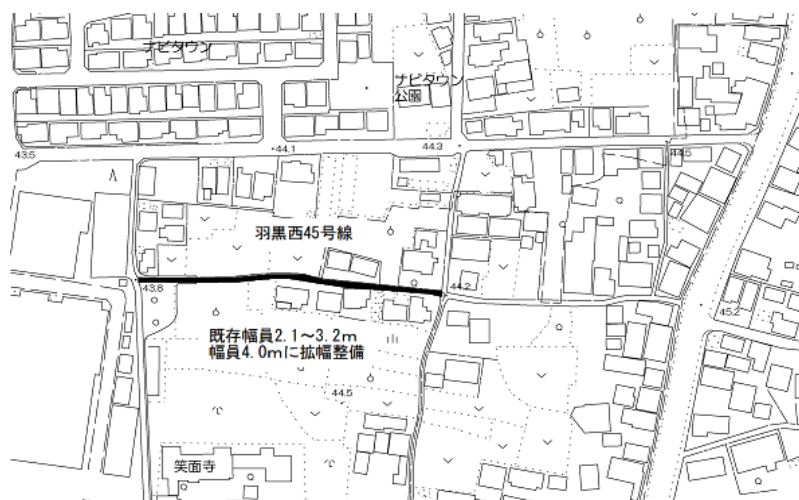 ナビタウン
ナビタウン
公園
43.5
44.1
44.3
44.5
羽黒西45号線
43.8
44.2
45.2
既存幅員2.1～3.2m
幅員4.0mに拡幅整備
44.5
笑面寺